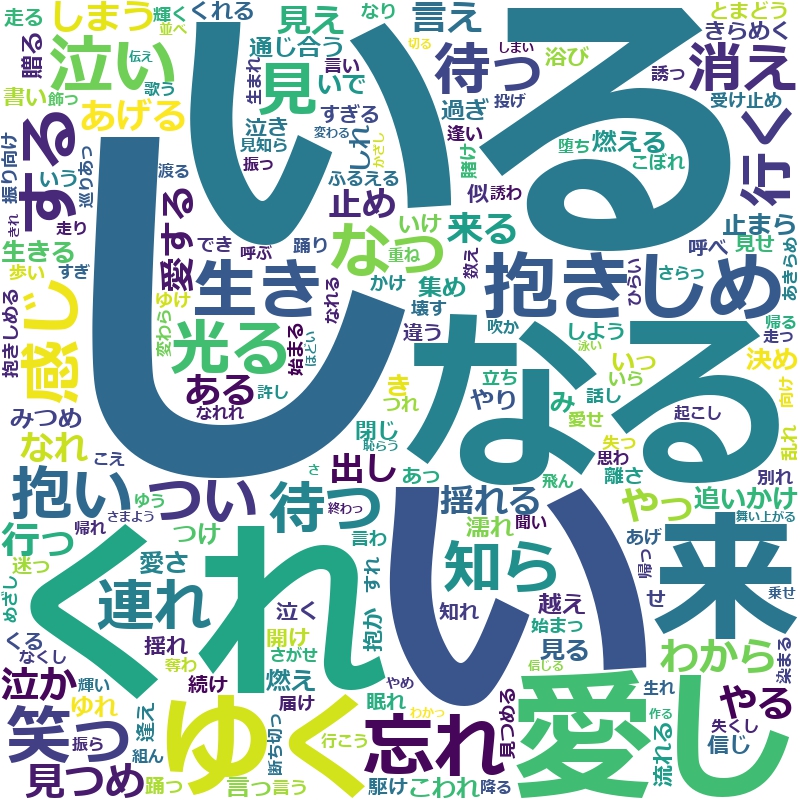 走る
しまう
輝く
くれる
見え
なり
言え
とまどう
並べ
いる
きらめく
贈る
泣い
伝え
通じ合う
待つ
浴び
誘っ
消え
書い
飾っ
歌う
生まれ
見
言い
いで
切る
しまい
受け止め
あげる
すぎる
過ぎ
投げ
する
泣き
しれ
逢い
堕ち
燃える
行く
振り向け
巡りあっ
見知ら
変わる
かざし
賭け
こぼれ
いう
渡る
振っ
ふるえる
似
誘わ
きれ
走り
愛する
止め
いけ
来る
止まら
生きる
でき
呼ぶ
踊り
なっ
重ね
数え
呼べ
見せ
あきらめ
歩い
すぎ
生き
かけ
集め
抱きしめ
ひらい
さらっ
感じ
ゆけ
なれる
壊す
抱きしめる
変わら
光る
始まる
ほどい
違う
吹か
しよう
帰る
走っ
し
なる
泳い
いっ
決め
ある
許し
き
立ち
み
話し
いら
向け
みつめ
なれれ
つれ
やり
愛せ
起こし
なれ
閉じ
恥じらう
失っ
思わ
乱れ
こえ
出し
あっ
飛ん
離さ
別れ
抱い
つい
さ
待つ
揺れる
やっ
追いかけ
ゆう
終わっ
帰れ
さまよう
舞い上がる
行っ
つけ
くれ
言わ
い
濡れ
聞い
あげ
帰っ
来
迷っ
愛さ
すれ
知ら
めざし
連れ
抱か
越え
せ
乗せ
泣く
知れ
始まっ
くる
揺れ
開け
見る
わから
なくし
さがせ
やめ
信じる
染まる
泣か
輝い
奪わ
続け
燃え
生れ
ゆれ
届け
眠れ
見つめる
愛し
やる
笑っ
逢え
ゆく
忘れ
作る
失くし
振ら
断ち切っ
わかっ
信じ
見つめ
組ん
行こう
流れる
踊っ
言っ
言う
駆け
こわれ
降る